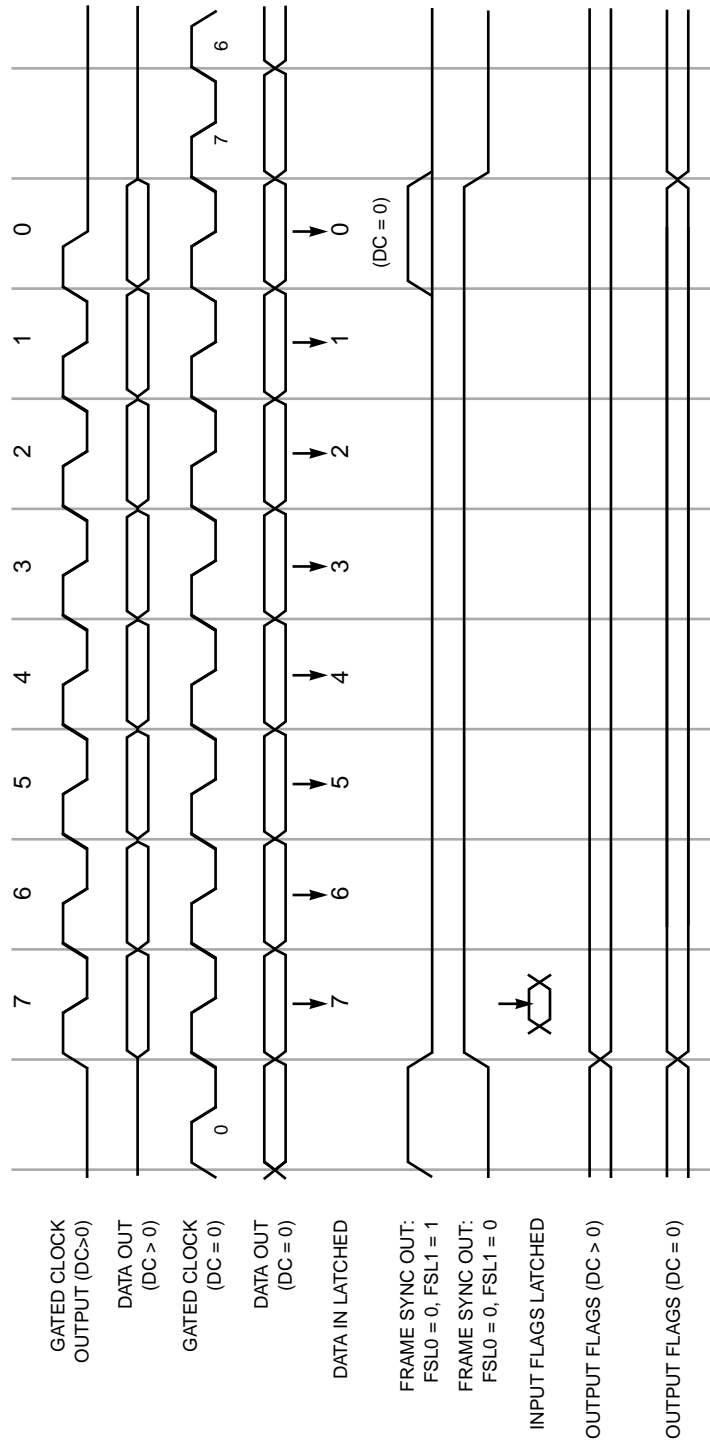 7 6 5 4 3 2 1 0
GATED CLOCK
OUTPUT (DC>0)
DATA OUT
(DC > 0)
GATED CLOCK
(DC = 0)
0 7 6
DATA OUT
(DC = 0)
DATA IN LATCHED
7 6 5 4 3 2 1 0
(DC = 0)
FRAME SYNC OUT:
FSL0 = 0, FSL1 = 1
FRAME SYNC OUT:
FSL0 = 0, FSL1 = 0
INPUT FLAGS LATCHED
OUTPUT FLAGS (DC > 0)
OUTPUT FLAGS (DC = 0)